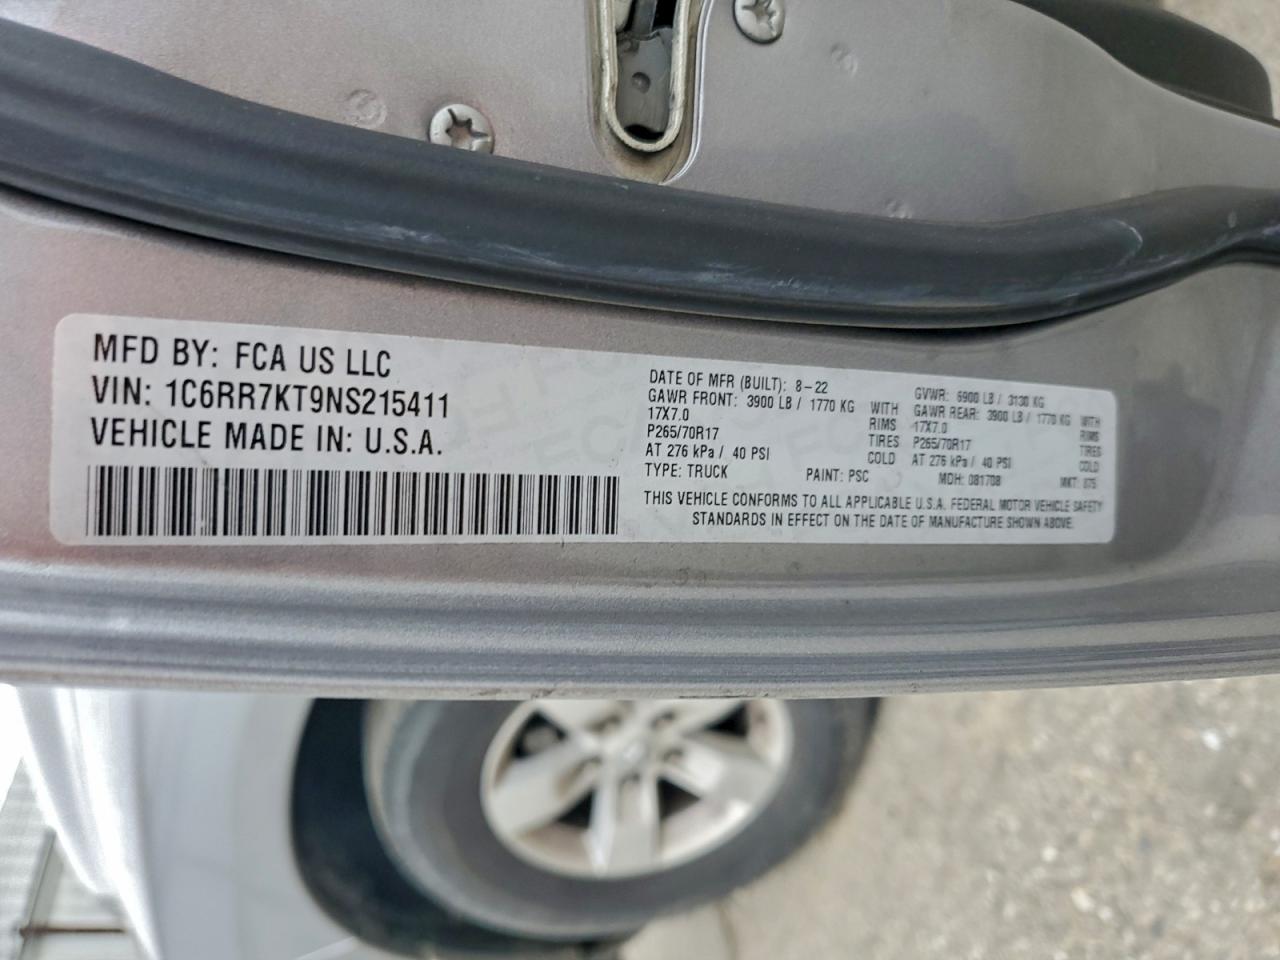 MFD BY: FCA US LLC
VIN: 1C6RR7KT9NS215411
VEHICLE MADE IN: U.S.A.
DATE OF MFR (BUILT): 8-22 GVWR: 6900 LB / 3130 KG
GAWR FRONT: 3900 LB / 1770 KG WITH GAWR REAR: 3900 LB / 1770 KG WITH
17X7.0 RIMS 17X7.0 RIMS
P265/70R17 TIRES P265/70R17 TIRES
AT 276 kPa / 40 PSI COLD AT 276 kPa / 40 PSI COLD
TYPE: TRUCK PAINT: PSC MDH: 081708 MKT: 075
THIS VEHICLE CONFORMS TO ALL APPLICABLE U.S.A. FEDERAL MOTOR VEHICLE SAFETY
STANDARDS IN EFFECT ON THE DATE OF MANUFACTURE SHOWN ABOVE.